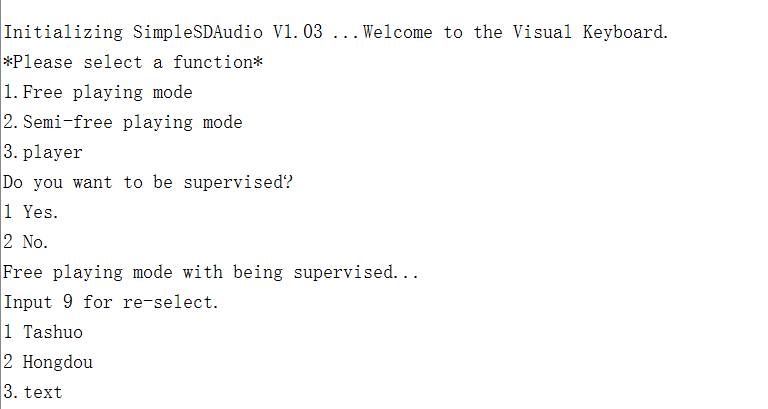 Initializing SimpleSDAudio V1.03 ...Welcome to the Visual Keyboard.
*Please select a function*
1.Free playing mode
2.Semi-free playing mode
3.player
Do you want to be supervised?
1 Yes.
2 No.
Free playing mode with being supervised...
Input 9 for re-select.
1 Tashuo
2 Hongdou
3.text